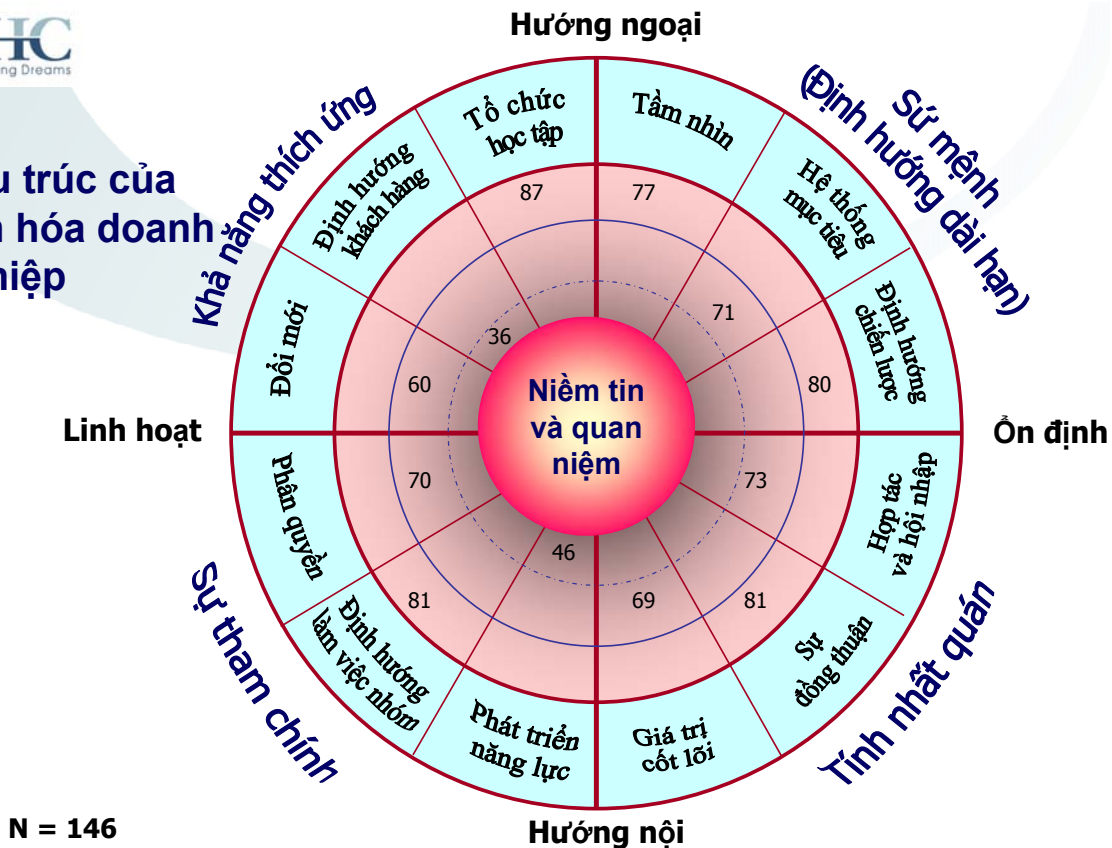 HC
ng Dreams
u trúc của
hóa doanh
niệp
Hướng ngoại
Khả năng thích ứng
Sứ mệnh
(Định hướng dài hạn)
Tổ chức
học tập
Tầm nhìn
Định hướng
khách hàng
Hệ thống
mục tiêu
Đổi mới
Định hướng
chiến lược
87
77
36
71
60
80
Niềm tin
và quan
niệm
Linh hoạt
Ổn định
70
73
46
81
69
81
Phân quyền
Hợp tác
và hội nhập
Định hướng
làm việc nhóm
Sự
đồng thuận
Phát triển
năng lực
Giá trị
cốt lõi
Sự tham chính
Tính nhất quán
N = 146
Hướng nội